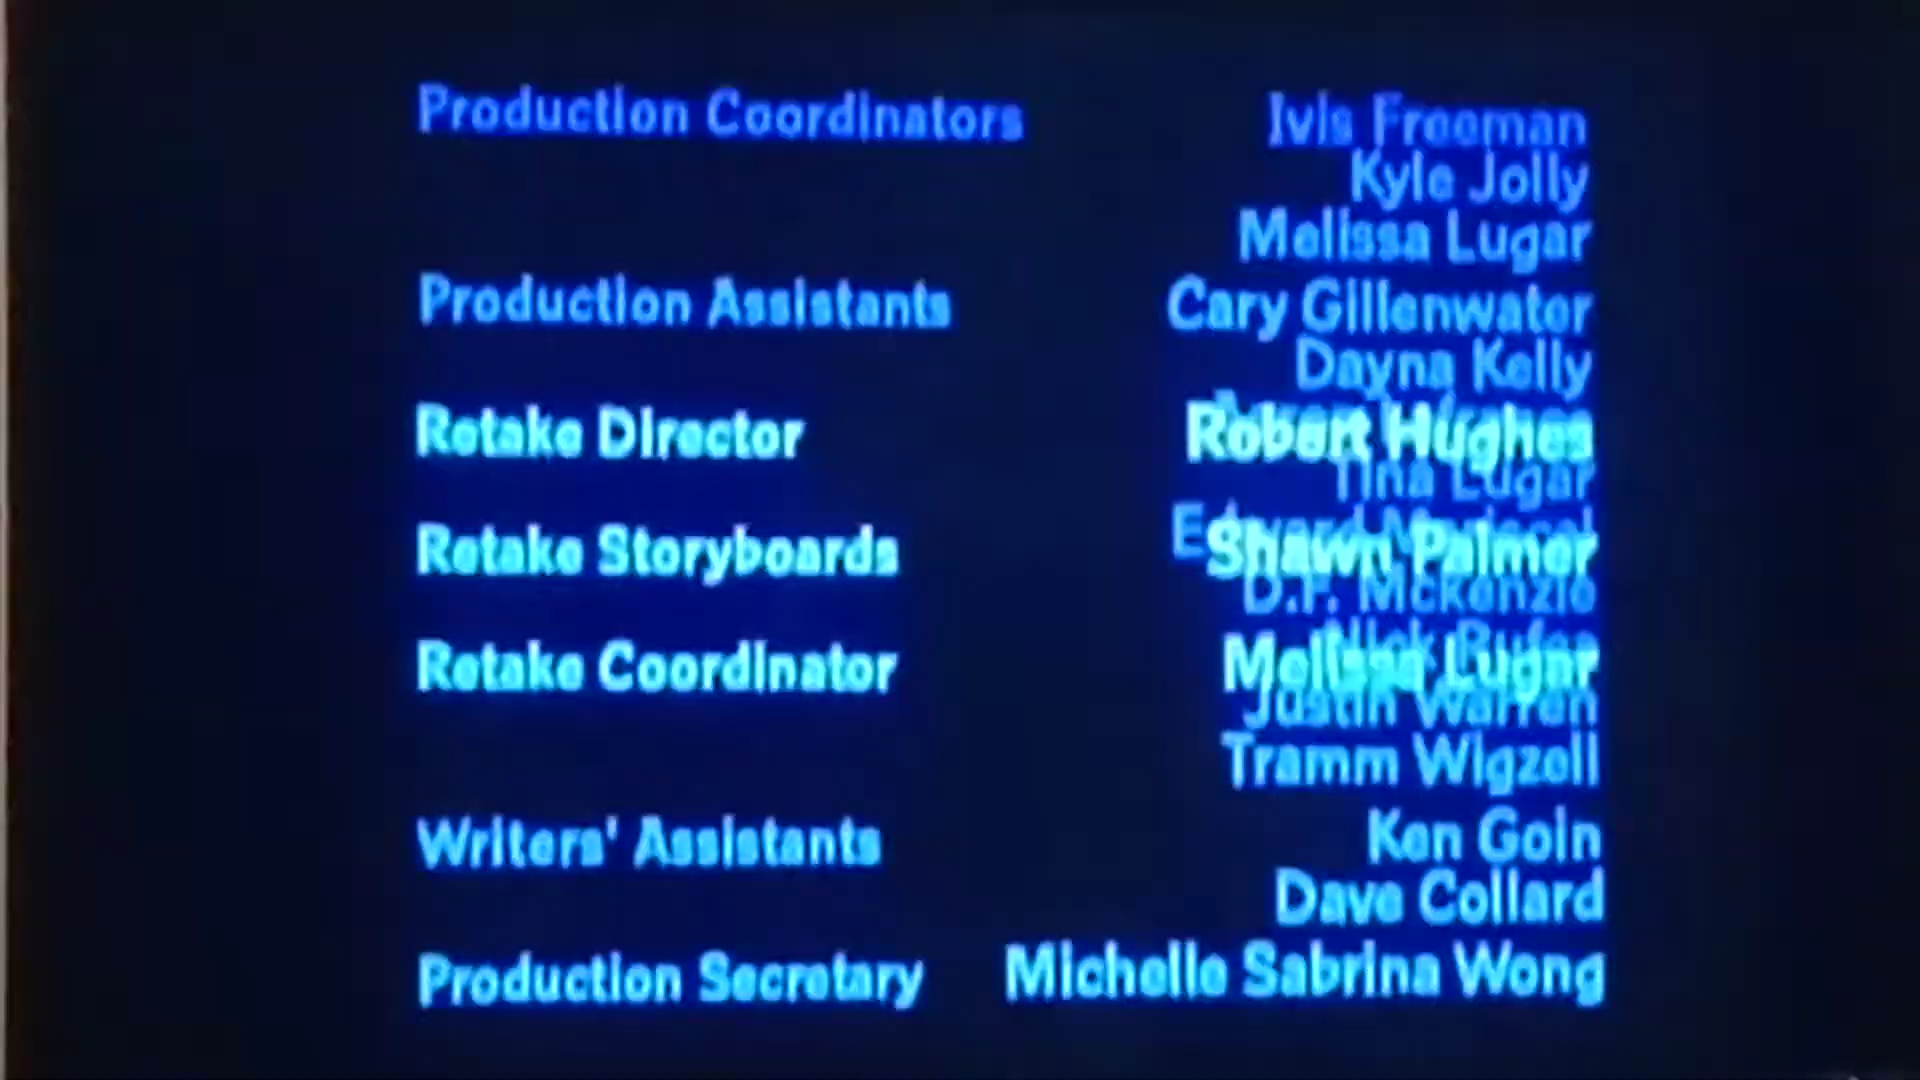 Production Coordinators Ivis Freeman
Kyle Jolly
Melissa Lugar
Production Assistants Cary Gillenwater
Dayna Kelly
Retake Director Robert Hughes
Tina Lugar
Retake Storyboards Shawn Palmer
D.F. McKenzie
Retake Coordinator Melissa Lugar
Justin Warren
Tramm Wigzell
Writers' Assistants Ken Goin
Dave Collard
Production Secretary Michelle Sabrina Wong